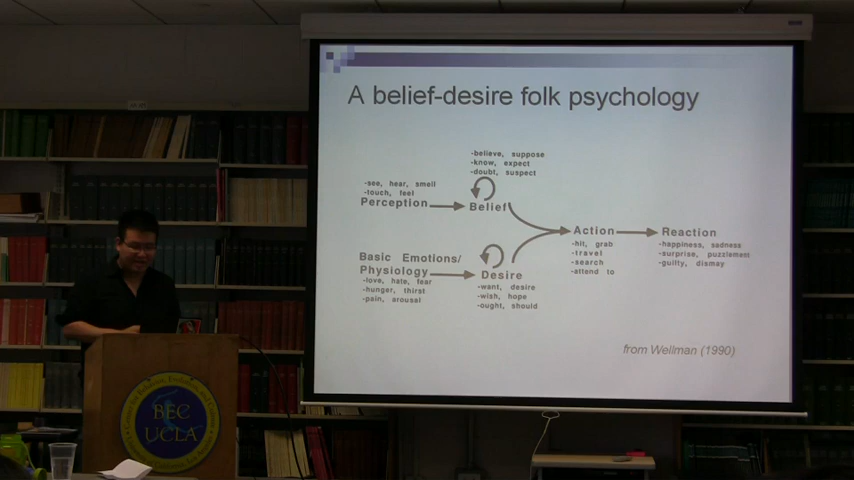 A belief-desire folk psychology
-believe, suppose
-know, expect
-doubt, suspect
-see, hear, smell
-touch, feel
Perception
Belief
Action
-hit, grab
-travel
-search
-attend to
Reaction
-happiness, sadness
-surprise, puzzlement
-guilty, dismay
Basic Emotions/
Physiology
-love, hate, fear
-hunger, thirst
-pain, arousal
Desire
-want, desire
-wish, hope
-ought, should
from Wellman (1990)
BEC
UCLA